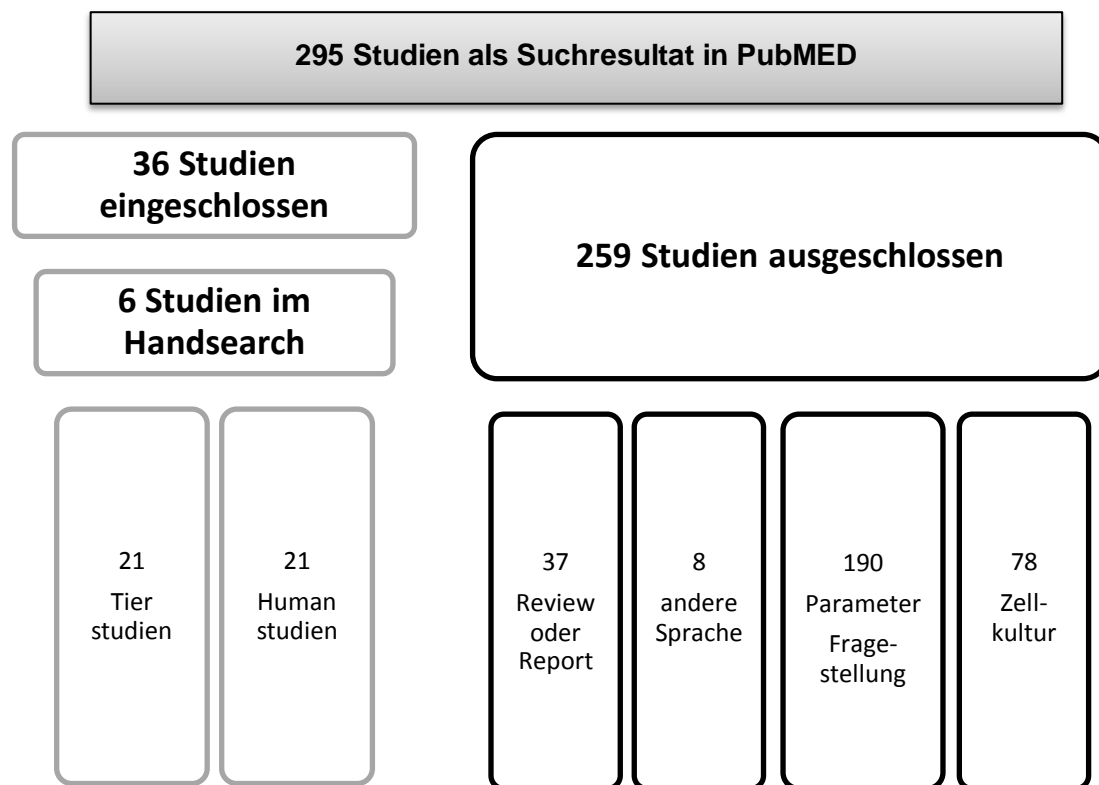 295 Studien als Suchresultat in PubMED
36 Studien
eingeschlossen
259 Studien ausgeschlossen
6 Studien im
Handsearch
21
Tier
studien
21
Human
studien
37
Review
oder
Report
8
andere
Sprache
190
Parameter
Frage-
stellung
78
Zell-
kultur